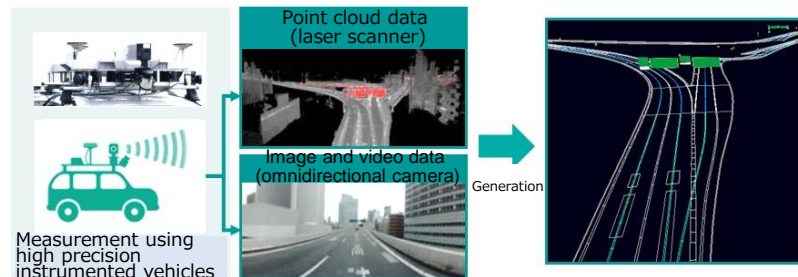 Point cloud data
(laser scanner)
Image and video data
(omnidirectional camera)
Generation
Measurement using
high precision
instrumented vehicles